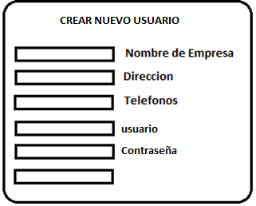 CREAR NUEVO USUARIO
Nombre de Empresa
Direccion
Telefonos
usuario
Contraseña